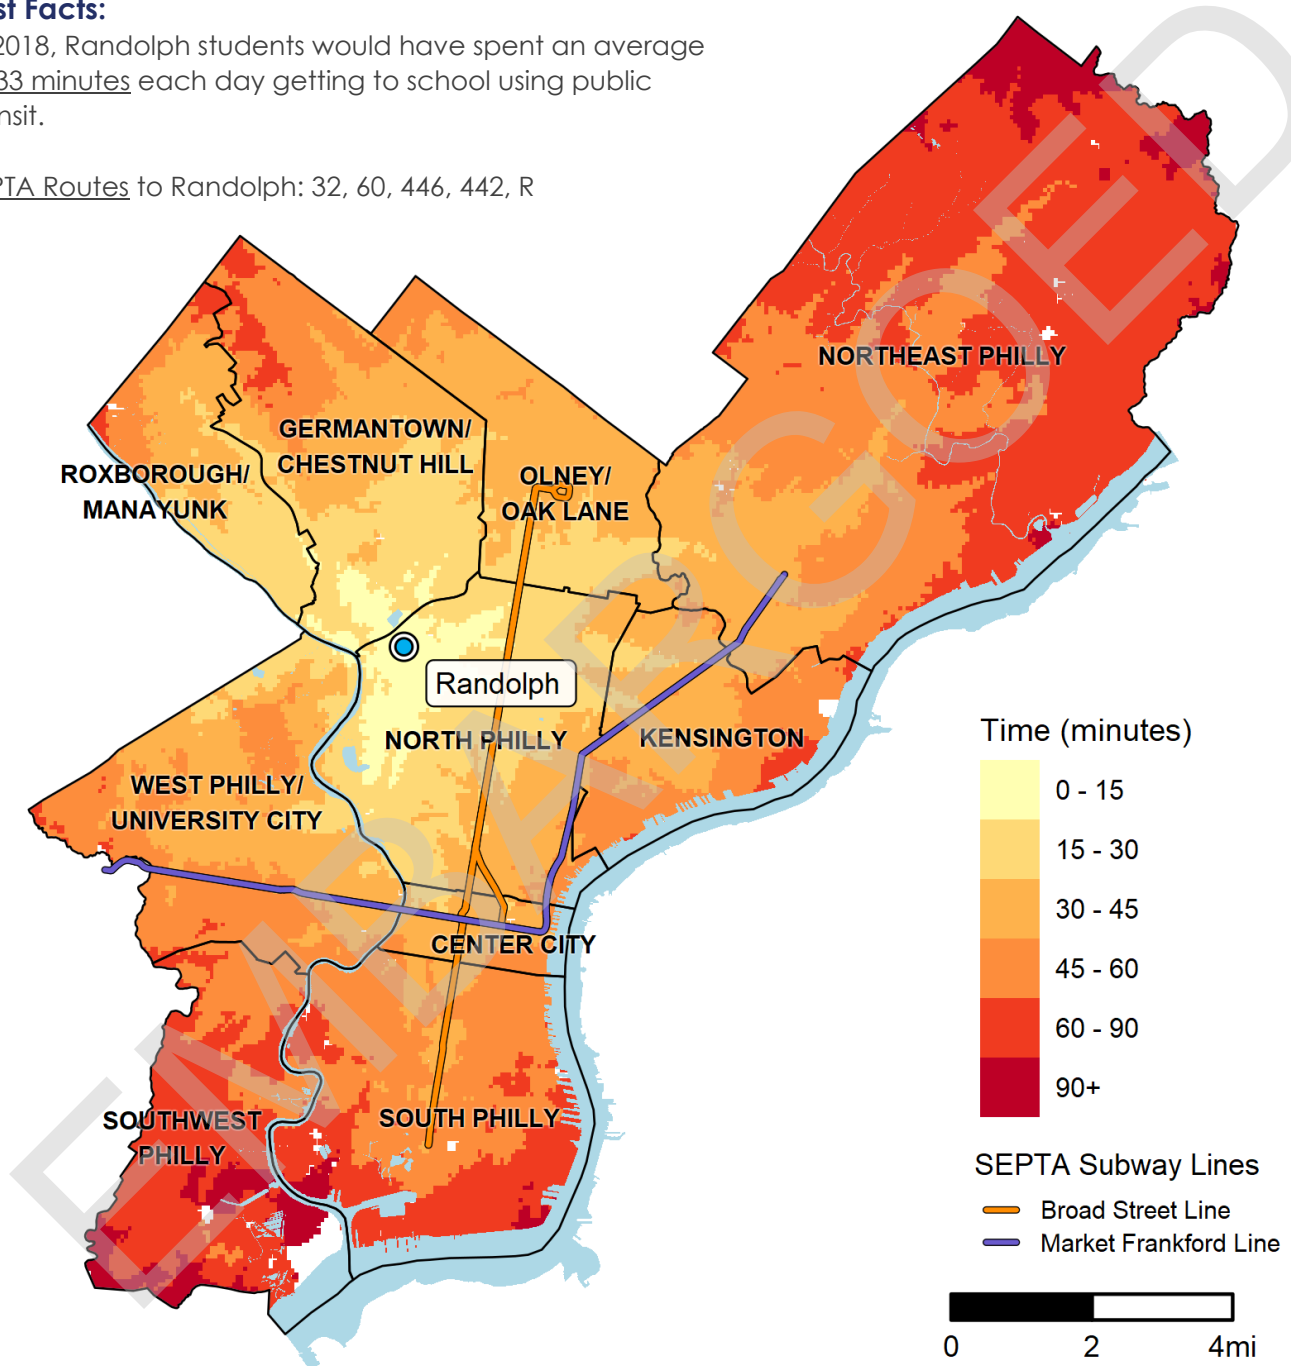 st Facts:
2018, Randolph students would have spent an average
33 minutes each day getting to school using public
nsit.
PTA Routes to Randolph: 32, 60, 446, 442, R
NORTHEAST PHILLY
GERMANTOWN/
CHESTNUT HILL
ROXBOROUGH/
MANAYUNK
OLNEY/
OAK LANE
Randolph
NORTH PHILLY
KENSINGTON
WEST PHILLY/
UNIVERSITY CITY
CENTER CITY
SOUTHWEST
PHILLY
SOUTH PHILLY
Time (minutes)
0 - 15
15 - 30
30 - 45
45 - 60
60 - 90
90+
SEPTA Subway Lines
Broad Street Line
Market Frankford Line
0 2 4mi
EMBARGOED